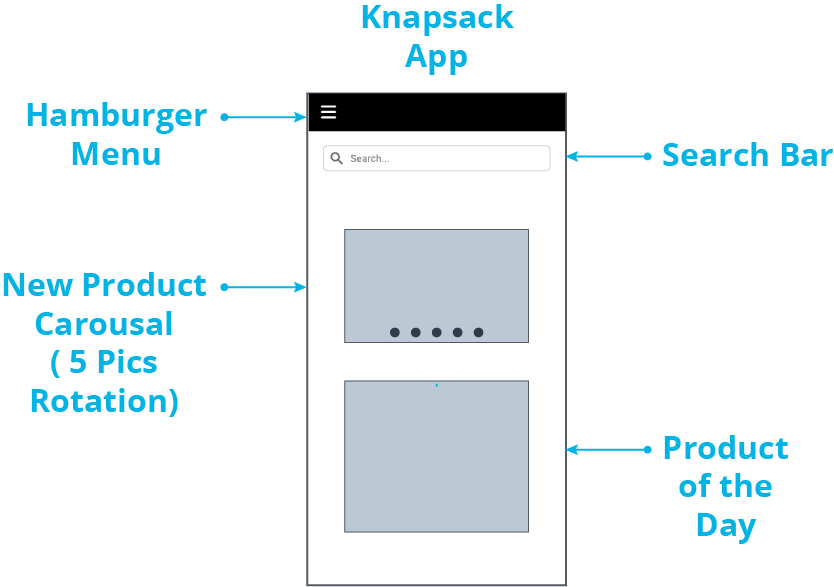 Knapsack
App
Hamburger
Menu
Search Bar
Search...
New Product
Carousal
( 5 Pics
Rotation)
Product
of the
Day